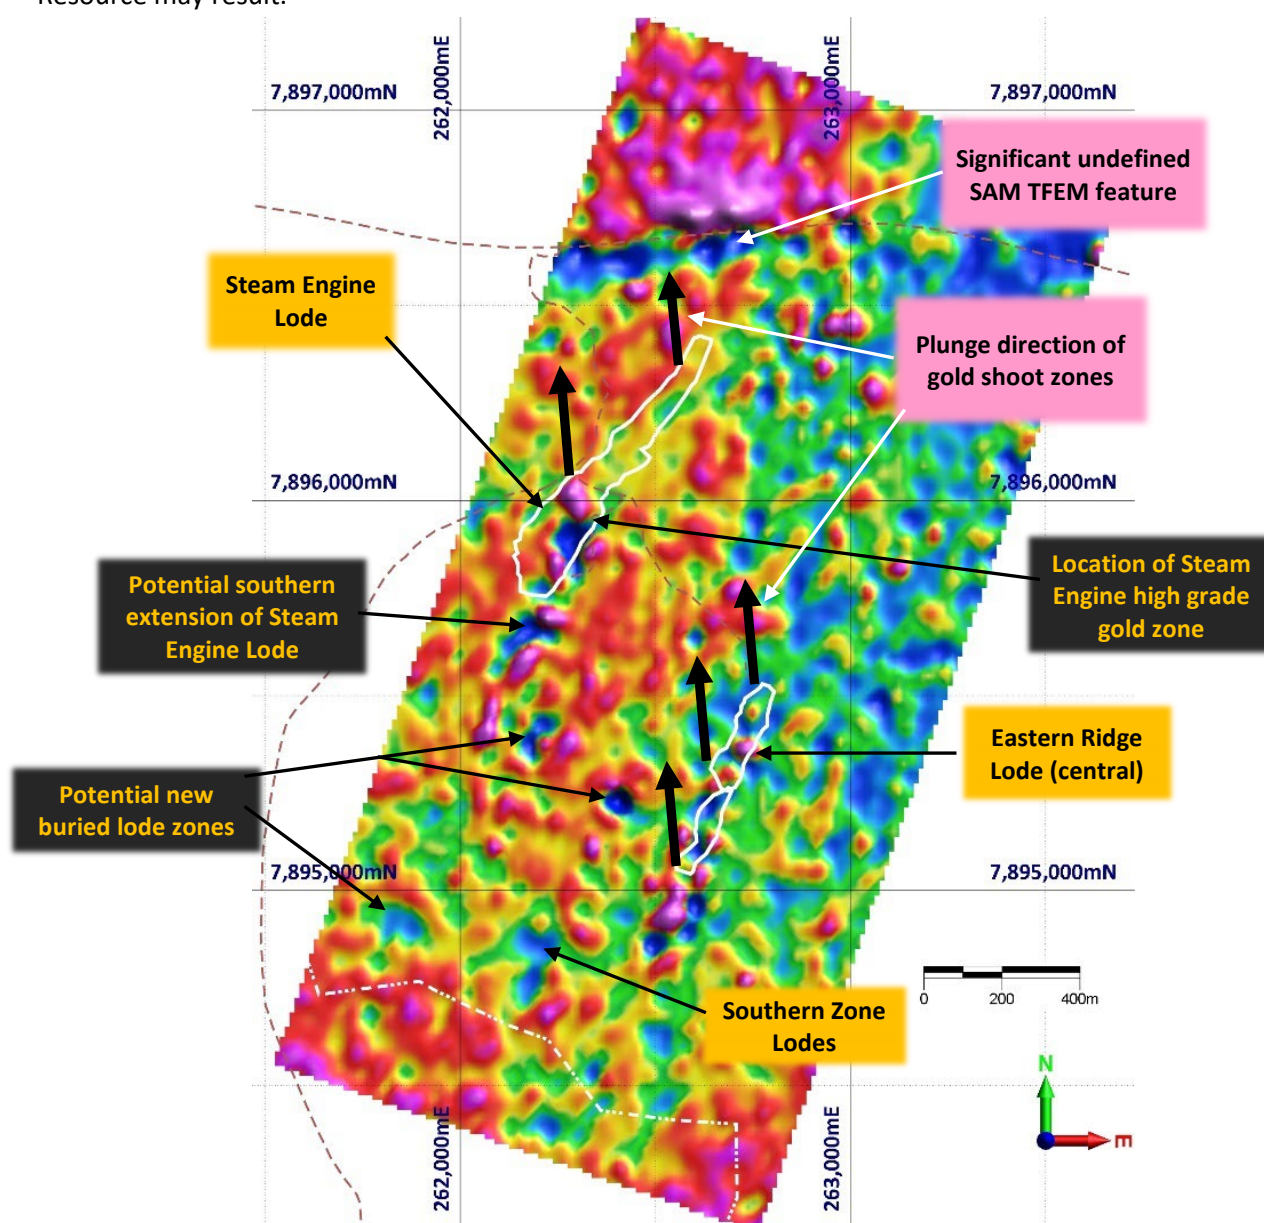 Resource may result.
262,000mE
263,000mE
7,897,000mN
7,897,000mN
Significant undefined
SAM TFEM feature
Steam Engine
Lode
Plunge direction of
gold shoot zones
7,896,000mN
7,896,000mN
Location of Steam
Engine high grade
gold zone
Potential southern
extension of Steam
Engine Lode
Eastern Ridge
Lode (central)
Potential new
buried lode zones
7,895,000mN
7,895,000mN
0 200 400m
Southern Zone
Lodes
N
E
262,000mE
263,000mE